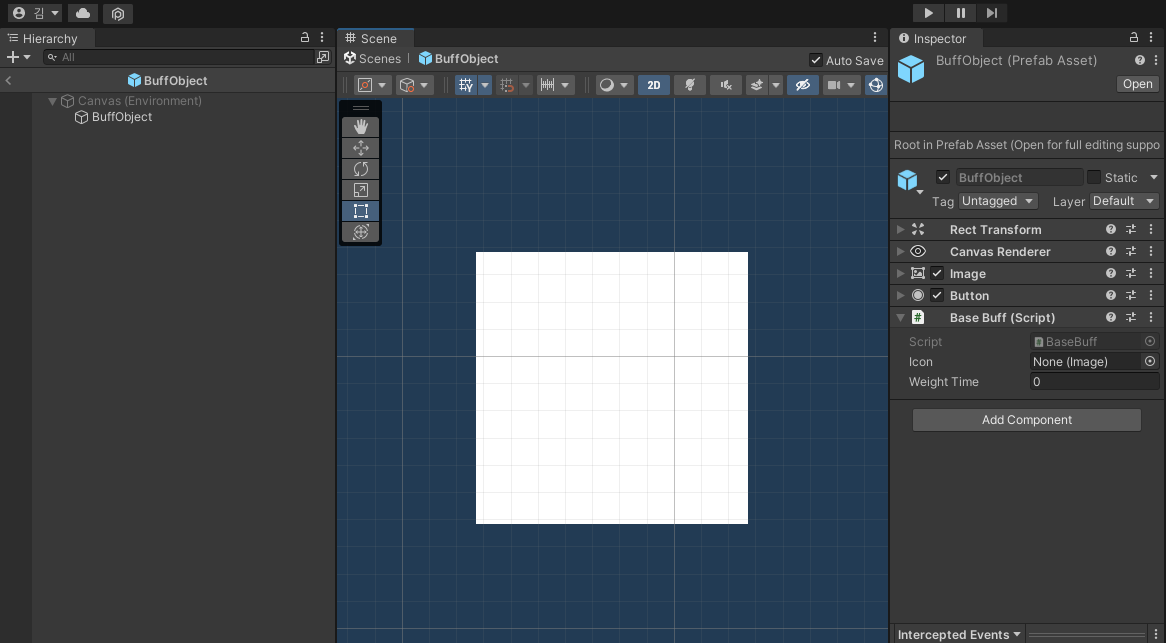 김
Hierarchy
All
BuffObject
Canvas (Environment)
BuffObject
Scene
Scenes | BuffObject
Auto Save
2D
Inspector
BuffObject (Prefab Asset)
Open
Root in Prefab Asset (Open for full editing suppo
BuffObject
Static
Tag Untagged Layer Default
Rect Transform
Canvas Renderer
Image
Button
# Base Buff (Script)
Script BaseBuff
Icon None (Image)
Weight Time 0
Add Component
Intercepted Events